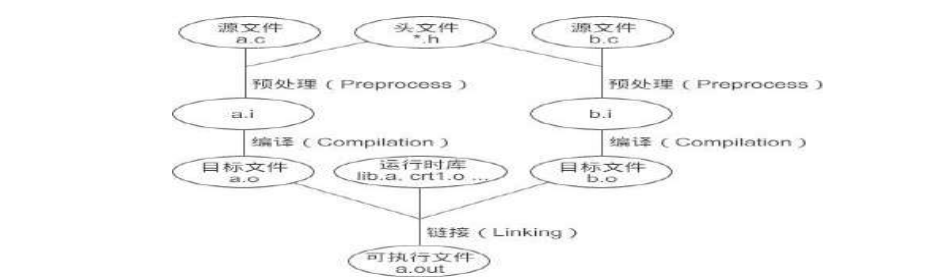 源文件
a.c
头文件
*.h
源文件
b.c
预处理 ( Preprocess )
预处理 ( Preprocess )
a.i
b.i
编译 ( Compilation )
编译 ( Compilation )
目标文件
a.o
运行时库
lib.a, crt1.o ...
目标文件
b.o
链接 ( Linking )
可执行文件
a.out